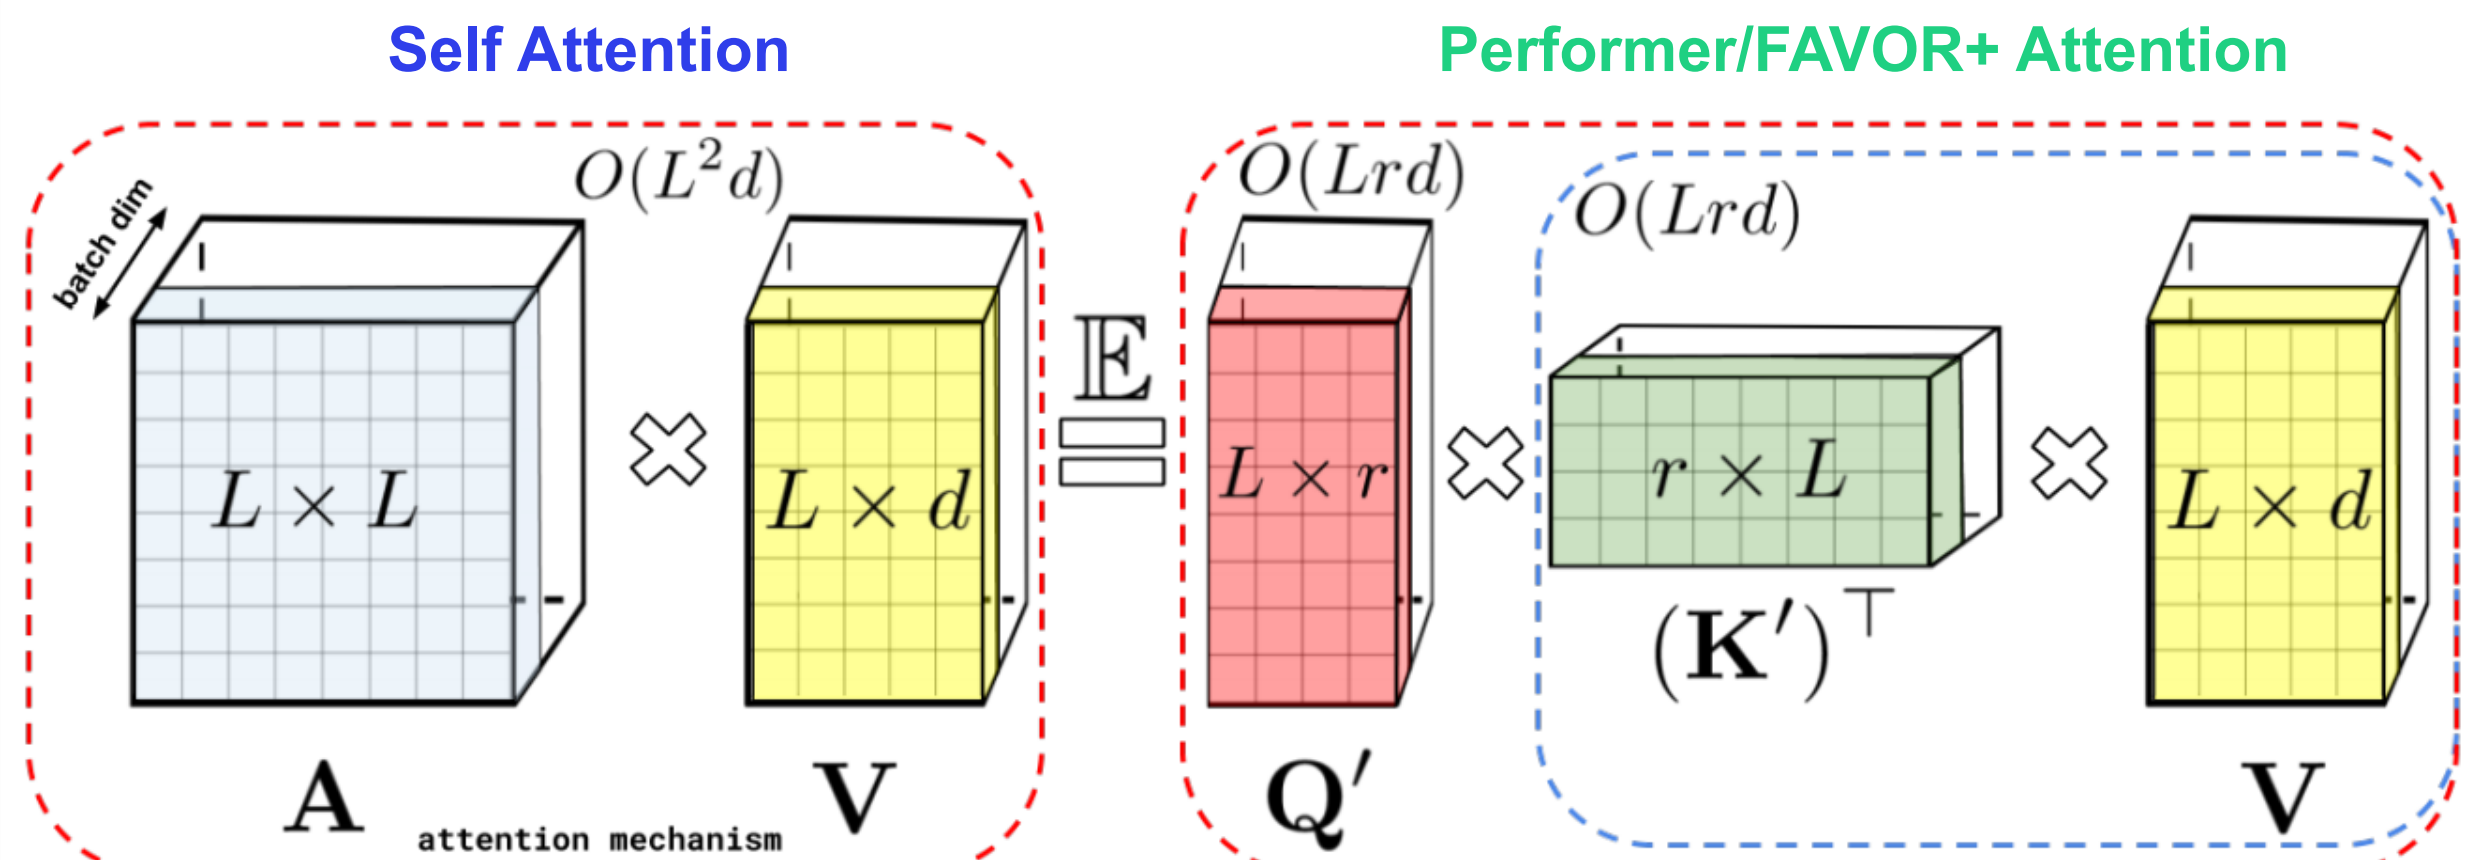 Self Attention
Performer/FAVOR+ Attention
batch dim
O(L²d)
O(Lrd)
O(Lrd)
L × L
L × d
𝔼
L × r
r × L
L × d
(K′)⊤
A
V
Q′
V
attention mechanism